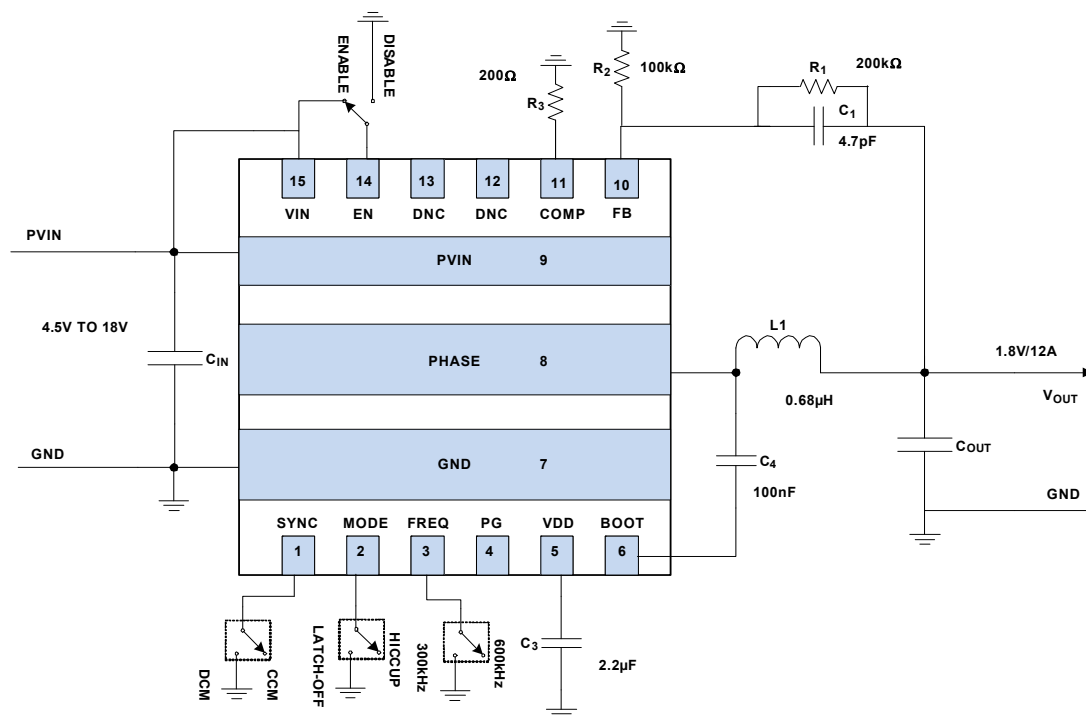 DISABLE
ENABLE
200Ω
R3
R2
100kΩ
R1
200kΩ
C1
4.7pF
15
14
13
12
11
10
VIN
EN
DNC
DNC
COMP
FB
PVIN
PVIN 9
4.5V TO 18V
CIN
PHASE 8
L1
0.68µH
1.8V/12A
VOUT
GND
GND 7
C4
100nF
COUT
GND
SYNC
MODE
FREQ
PG
VDD
BOOT
1
2
3
4
5
6
DCM
CCM
LATCH-OFF
HICCUP
300kHz
600kHz
C3
2.2µF